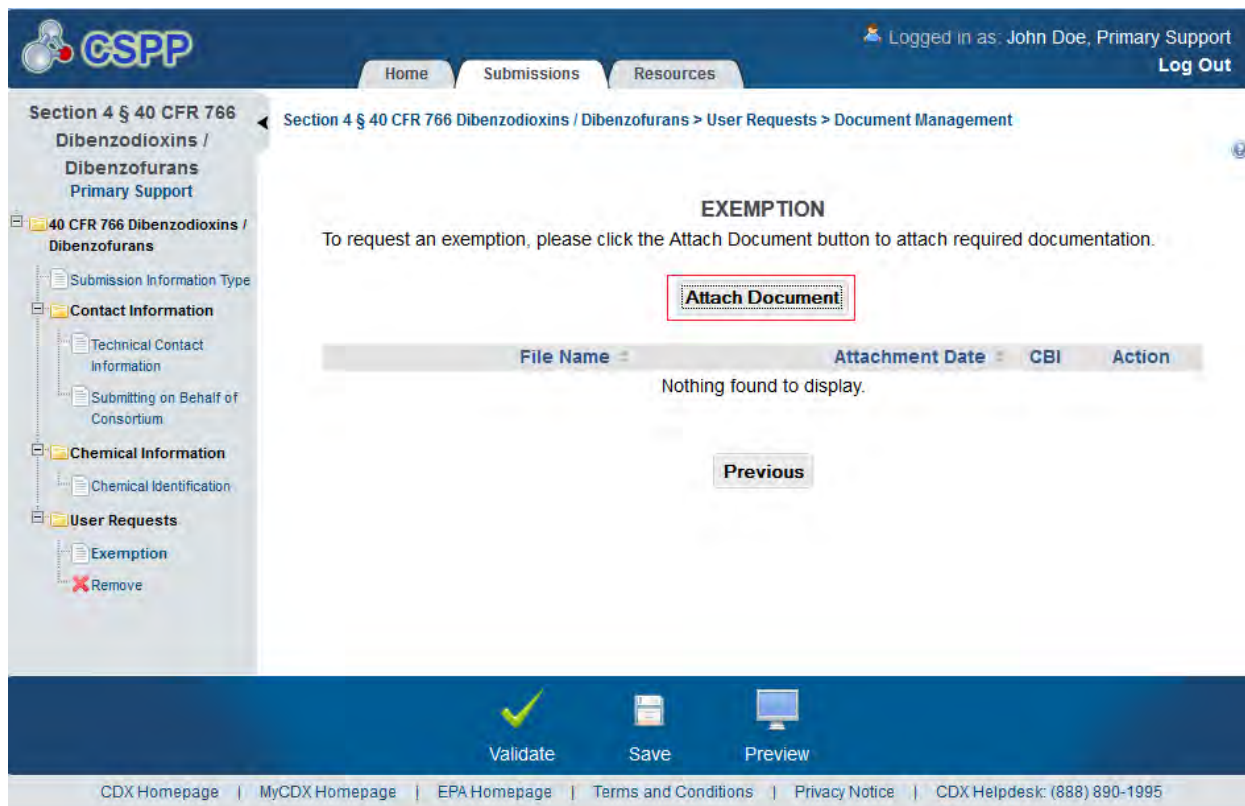 CSPP
Logged in as: John Doe, Primary Support
Log Out
Home
Submissions
Resources
Section 4 § 40 CFR 766
Dibenzodioxins /
Dibenzofurans
Primary Support
40 CFR 766 Dibenzodioxins /
Dibenzofurans
Submission Information Type
Contact Information
Technical Contact
Information
Submitting on Behalf of
Consortium
Chemical Information
Chemical Identification
User Requests
Exemption
Remove
Section 4 § 40 CFR 766 Dibenzodioxins / Dibenzofurans > User Requests > Document Management
EXEMPTION
To request an exemption, please click the Attach Document button to attach required documentation.
Attach Document
File Name Attachment Date CBI Action
Nothing found to display.
Previous
Validate Save Preview
CDX Homepage | MyCDX Homepage | EPA Homepage | Terms and Conditions | Privacy Notice | CDX Helpdesk: (888) 890-1995